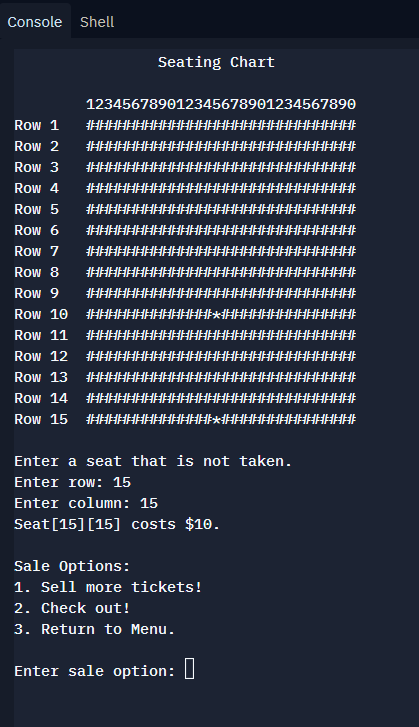 Console Shell
Seating Chart
123456789012345678901234567890
Row 1 ##############################
Row 2 ##############################
Row 3 ##############################
Row 4 ##############################
Row 5 ##############################
Row 6 ##############################
Row 7 ##############################
Row 8 ##############################
Row 9 ##############################
Row 10 ##############*###############
Row 11 ##############################
Row 12 ##############################
Row 13 ##############################
Row 14 ##############################
Row 15 ##############*###############
Enter a seat that is not taken.
Enter row: 15
Enter column: 15
Seat[15][15] costs $10.
Sale Options:
1. Sell more tickets!
2. Check out!
3. Return to Menu.
Enter sale option: